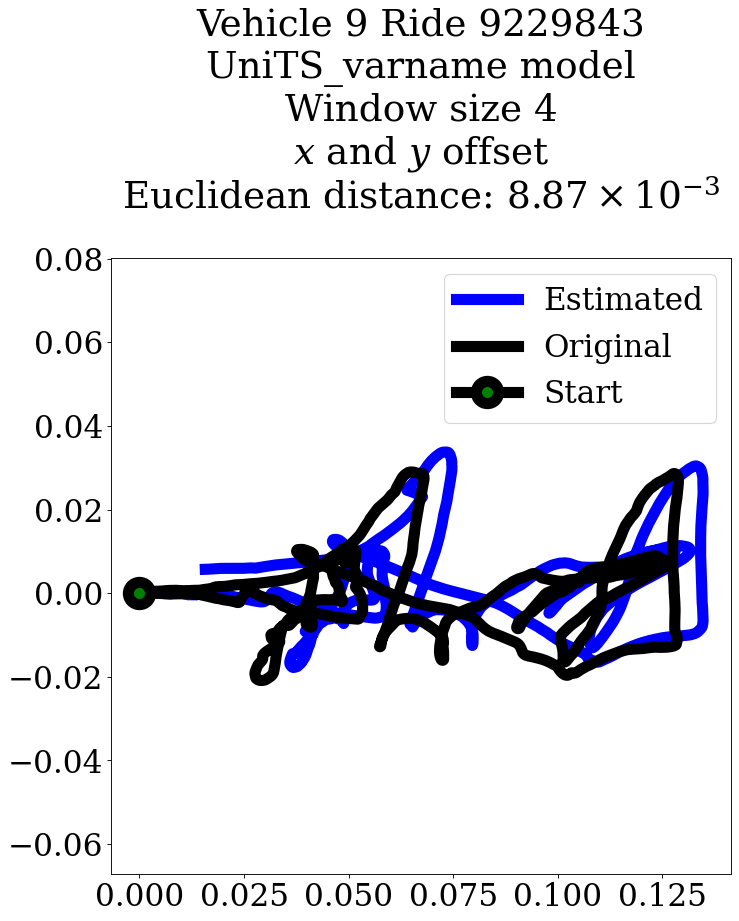 Vehicle 9 Ride 9229843
UniTS_varname model
Window size 4
x and y offset
Euclidean distance: 8.87 × 10⁻³
0.08
0.06
0.04
0.02
0.00
−0.02
−0.04
−0.06
Estimated
Original
Start
0.000 0.025 0.050 0.075 0.100 0.125